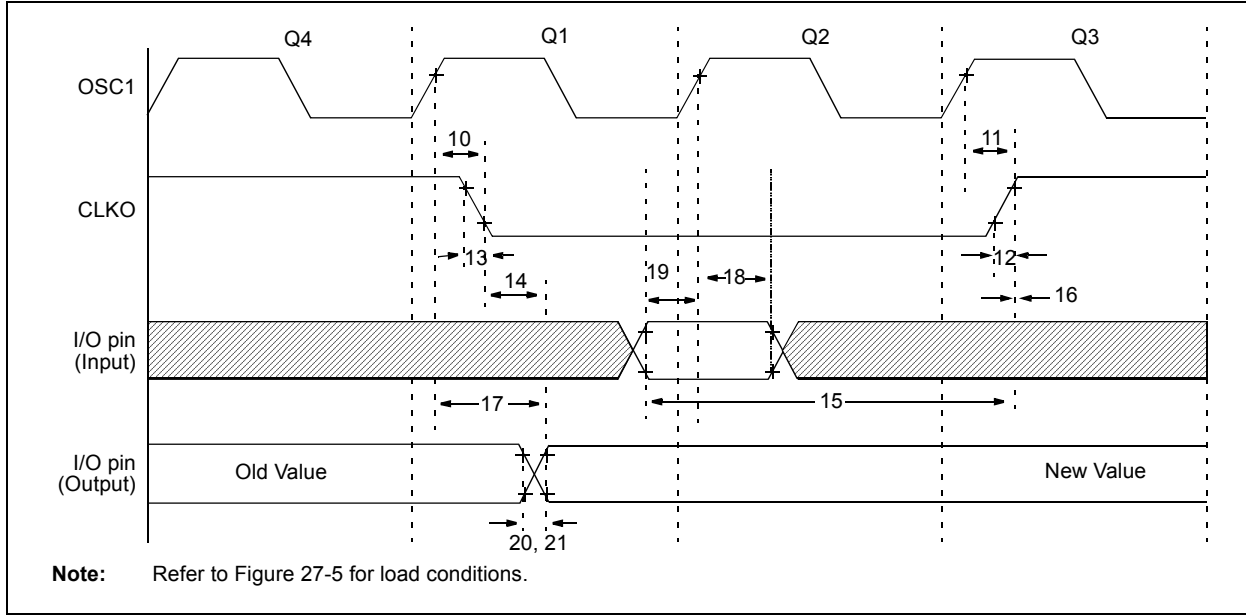 Q4 Q1 Q2 Q3
OSC1
10 11
CLKO
13 12
14 19 18 16
I/O pin
(Input)
17 15
I/O pin
(Output)
Old Value New Value
20, 21
Note: Refer to Figure 27-5 for load conditions.